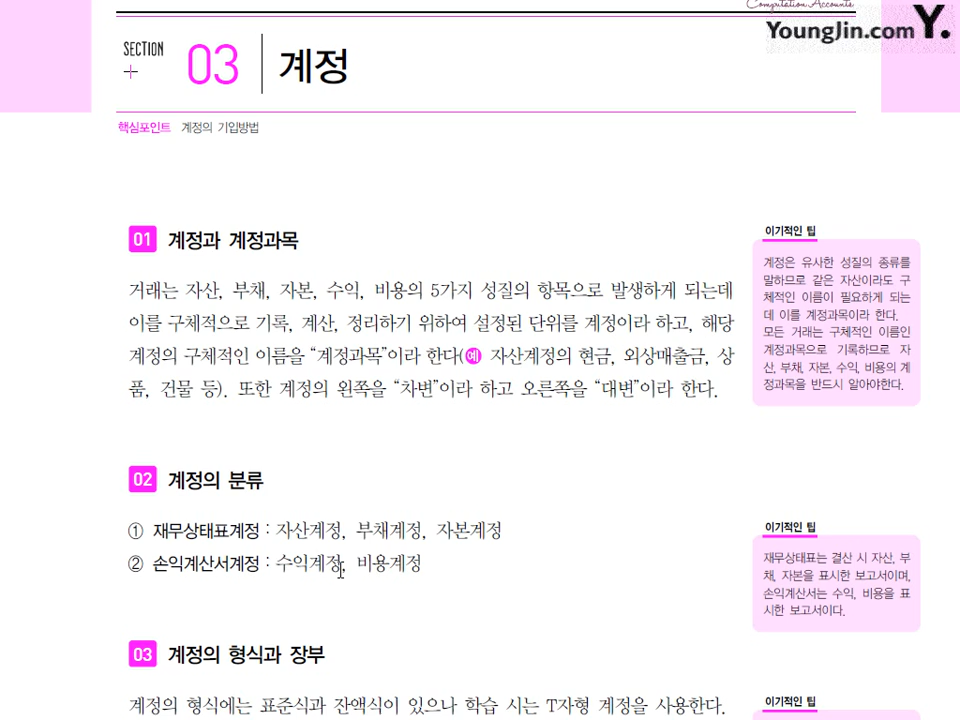 Computation Accounts
Younglin.com Y.
SECTION
03 계정
핵심포인트 계정의 기입방법
01 계정과 계정과목
거래는 자산, 부채, 자본, 수익, 비용의 5가지 성질의 항목으로 발생하게 되는데
이를 구체적으로 기록, 계산, 정리하기 위하여 설정된 단위를 계정이라 하고, 해당
계정의 구체적인 이름을 “계정과목”이라 한다(예 자산계정의 현금, 외상매출금, 상
품, 건물 등). 또한 계정의 왼쪽을 “차변”이라 하고 오른쪽을 “대변”이라 한다.
이기적인 팁
계정은 유사한 성질의 종류를
말하므로 같은 자산이라도 구
체적인 이름이 필요하게 되는
데 이를 계정과목이라 한다.
모든 거래는 구체적인 이름인
계정과목으로 기록하므로 자
산, 부채, 자본, 수익, 비용의 계
정과목을 반드시 알아야한다.
02 계정의 분류
① 재무상태표계정 : 자산계정, 부채계정, 자본계정
② 손익계산서계정 : 수익계정, 비용계정
이기적인 팁
재무상태표는 결산 시 자산, 부
채, 자본을 표시한 보고서이며,
손익계산서는 수익, 비용을 표
시한 보고서이다.
03 계정의 형식과 장부
계정의 형식에는 표준식과 잔액식이 있으나 학습 시는 T자형 계정을 사용한다.
이기적인 팁